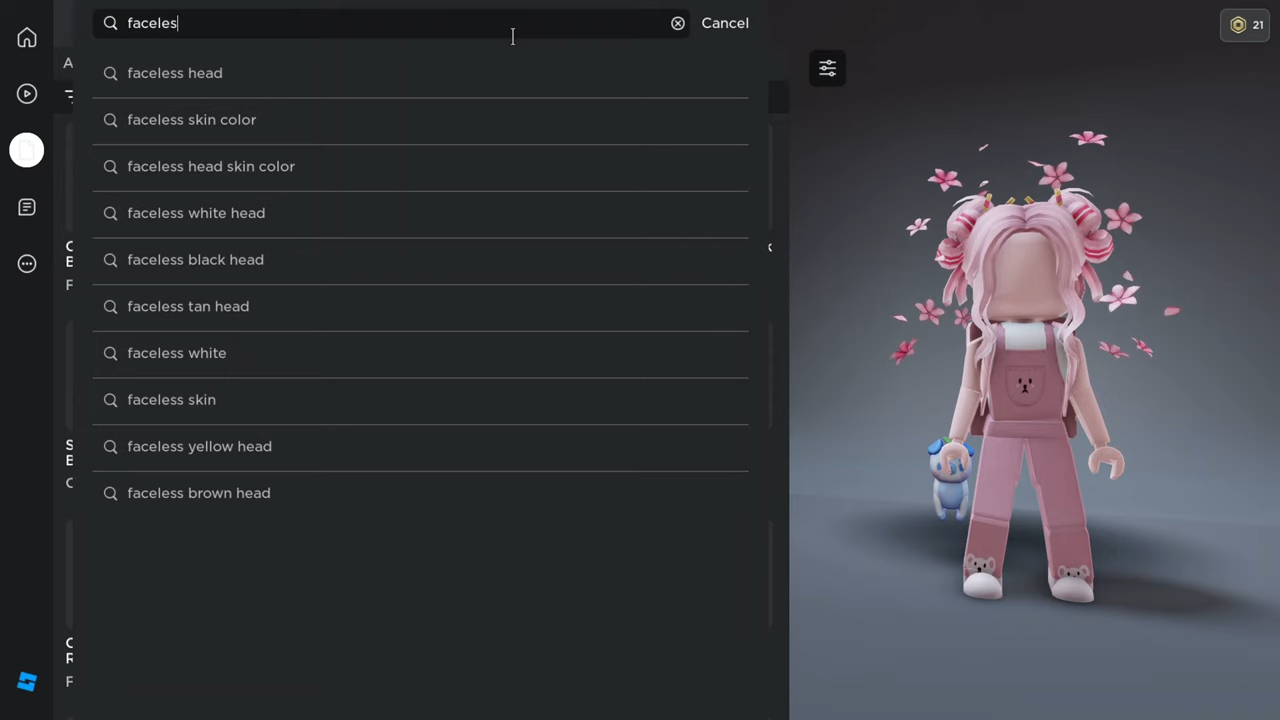 faceles
Cancel
21
A
faceless head
faceless skin color
faceless head skin color
faceless white head
C
B
k
faceless black head
F
faceless tan head
faceless white
faceless skin
S
B
faceless yellow head
C
faceless brown head
C
R
F